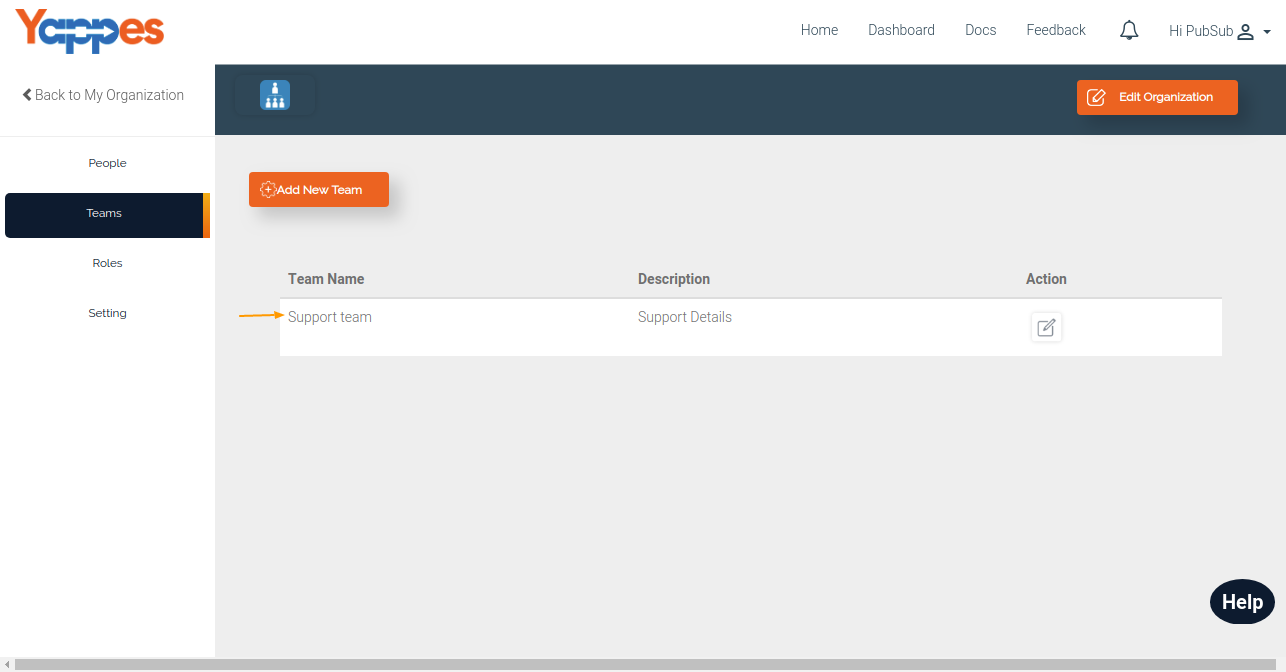 Yappes
Home Dashboard Docs Feedback Hi PubSub
Back to My Organization
Edit Organization
People
Teams
Roles
Setting
Add New Team
Team Name Description Action
Support team Support Details
Help